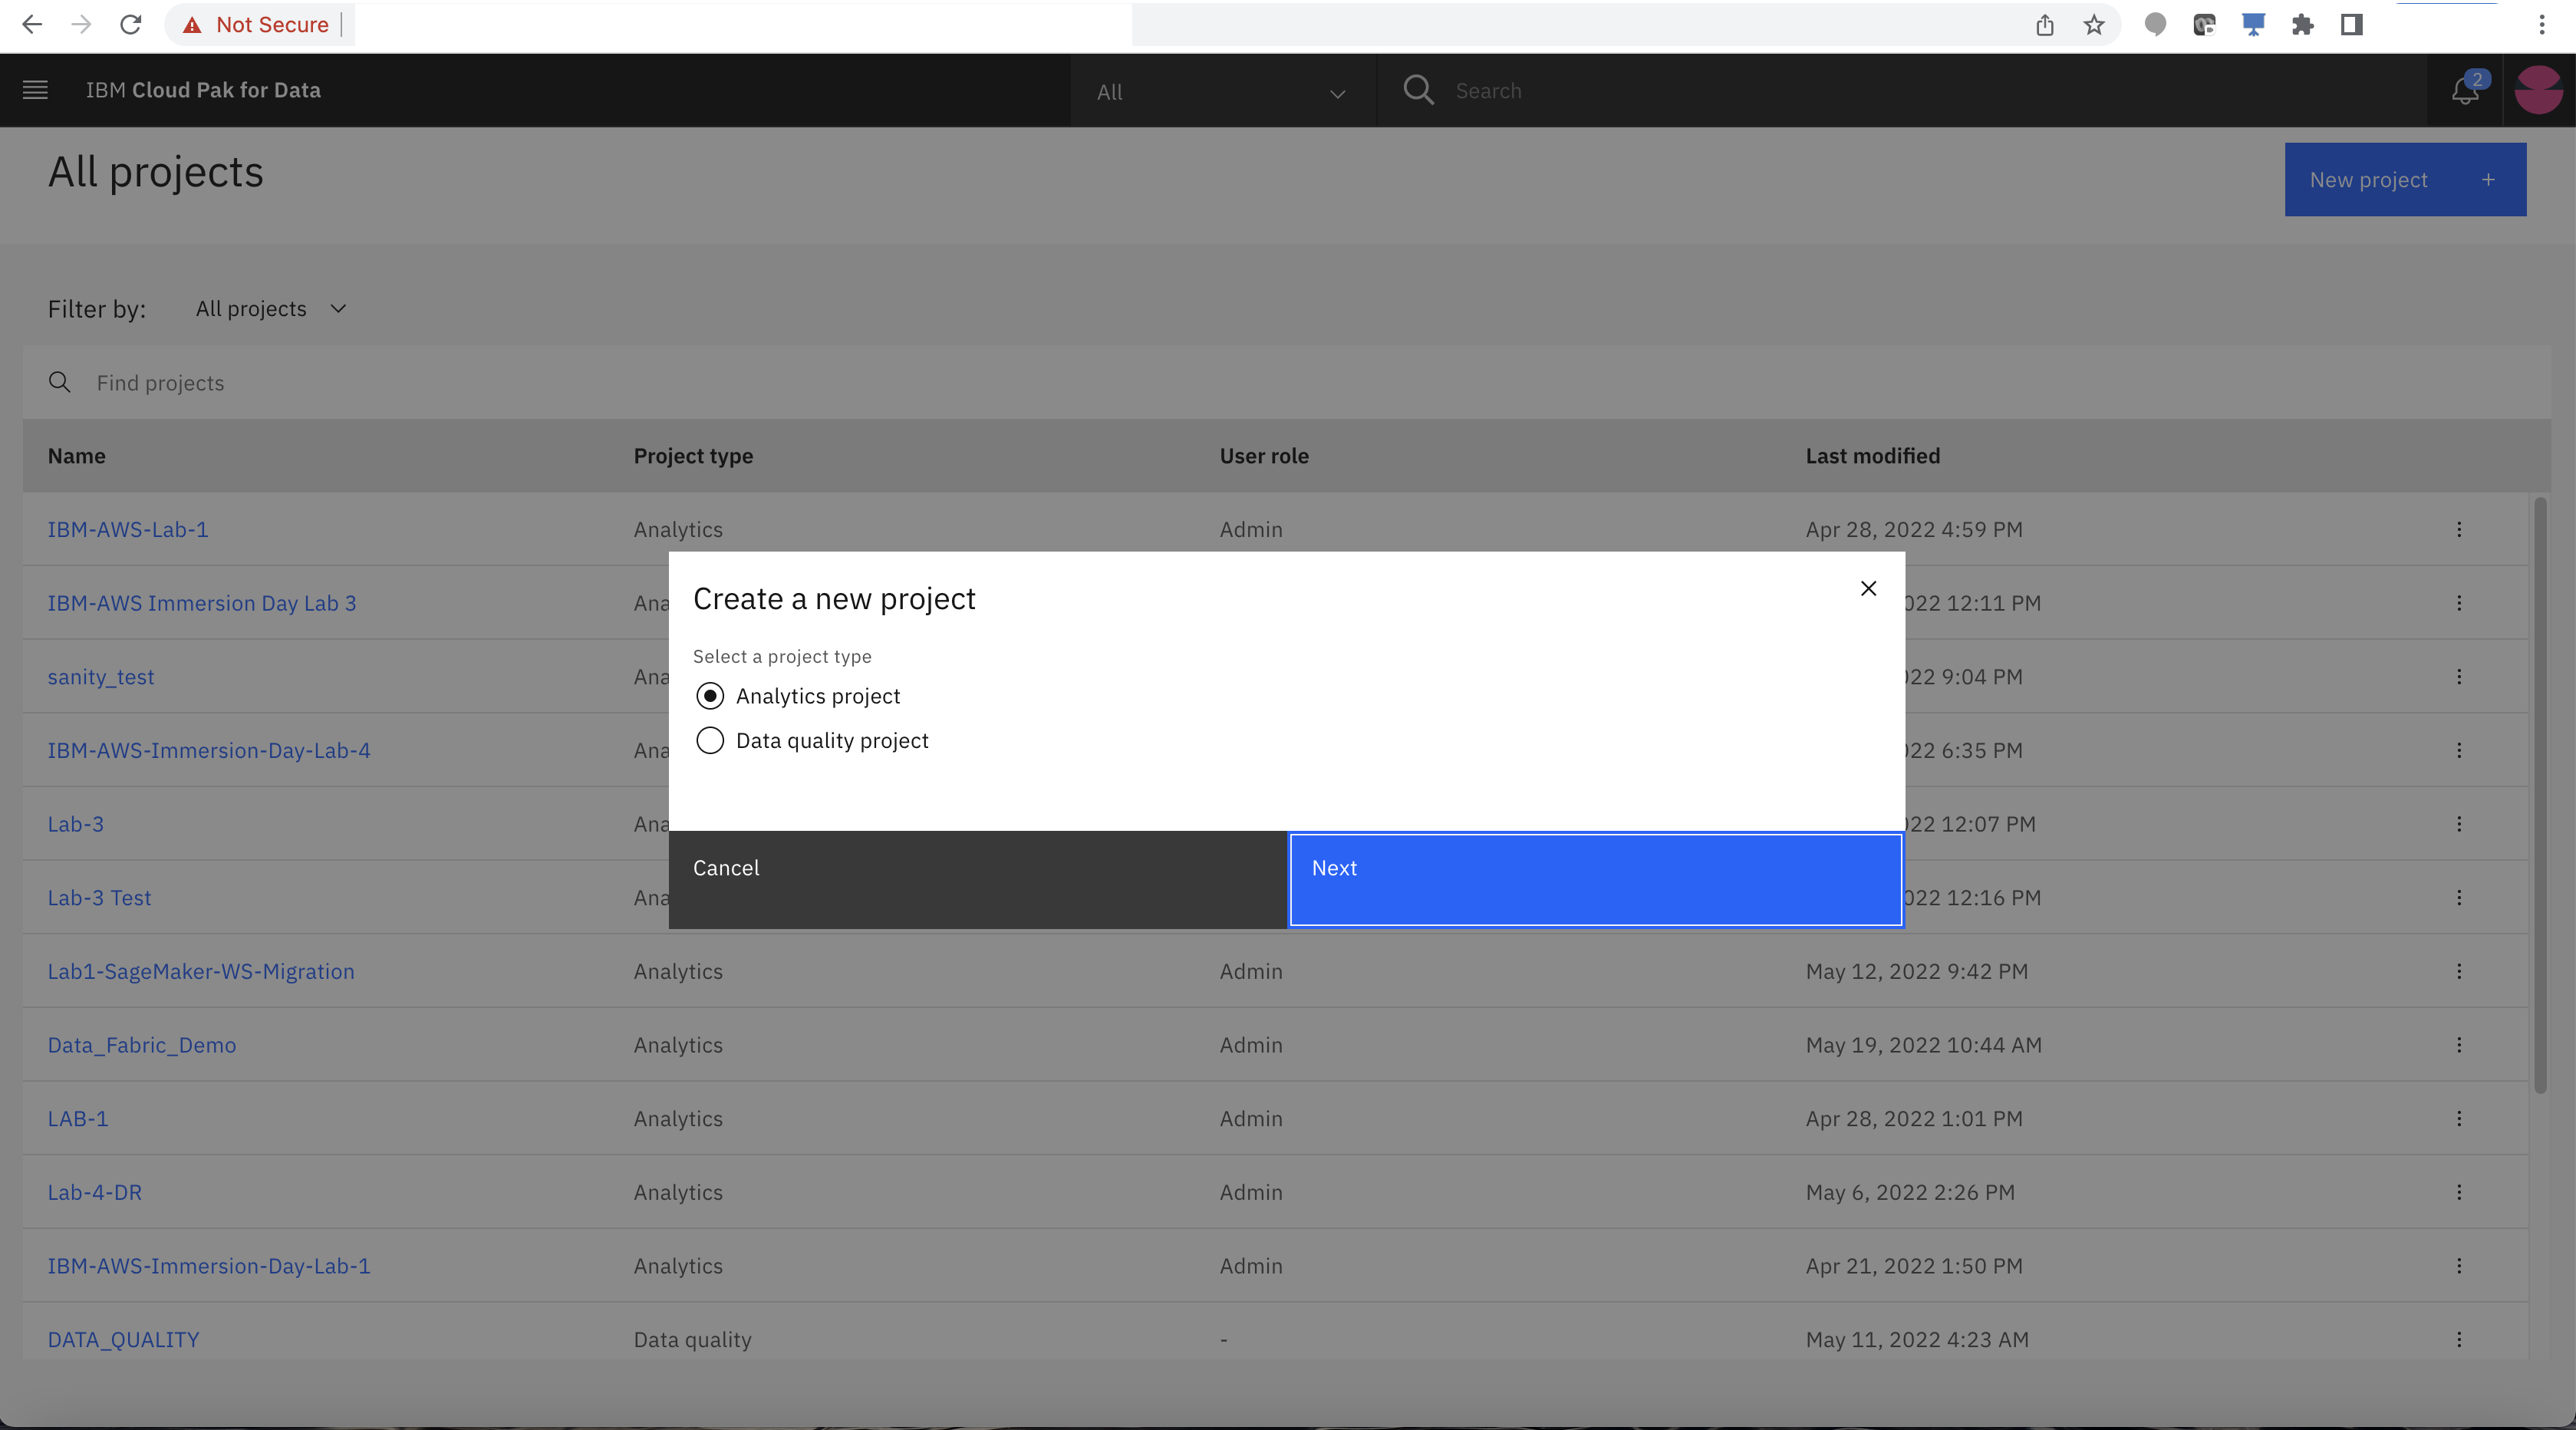 Not Secure
IBM Cloud Pak for Data
All
Search
2
All projects
New project +
Filter by: All projects
Find projects
Name Project type User role Last modified
IBM-AWS-Lab-1 Analytics Admin Apr 28, 2022 4:59 PM
IBM-AWS Immersion Day Lab 3 Ana 022 12:11 PM
sanity_test Ana 022 9:04 PM
IBM-AWS-Immersion-Day-Lab-4 Ana 022 6:35 PM
Lab-3 Ana 022 12:07 PM
Lab-3 Test Ana 022 12:16 PM
Create a new project
Select a project type
Analytics project
Data quality project
Cancel
Next
Lab1-SageMaker-WS-Migration Analytics Admin May 12, 2022 9:42 PM
Data_Fabric_Demo Analytics Admin May 19, 2022 10:44 AM
LAB-1 Analytics Admin Apr 28, 2022 1:01 PM
Lab-4-DR Analytics Admin May 6, 2022 2:26 PM
IBM-AWS-Immersion-Day-Lab-1 Analytics Admin Apr 21, 2022 1:50 PM
DATA_QUALITY Data quality - May 11, 2022 4:23 AM